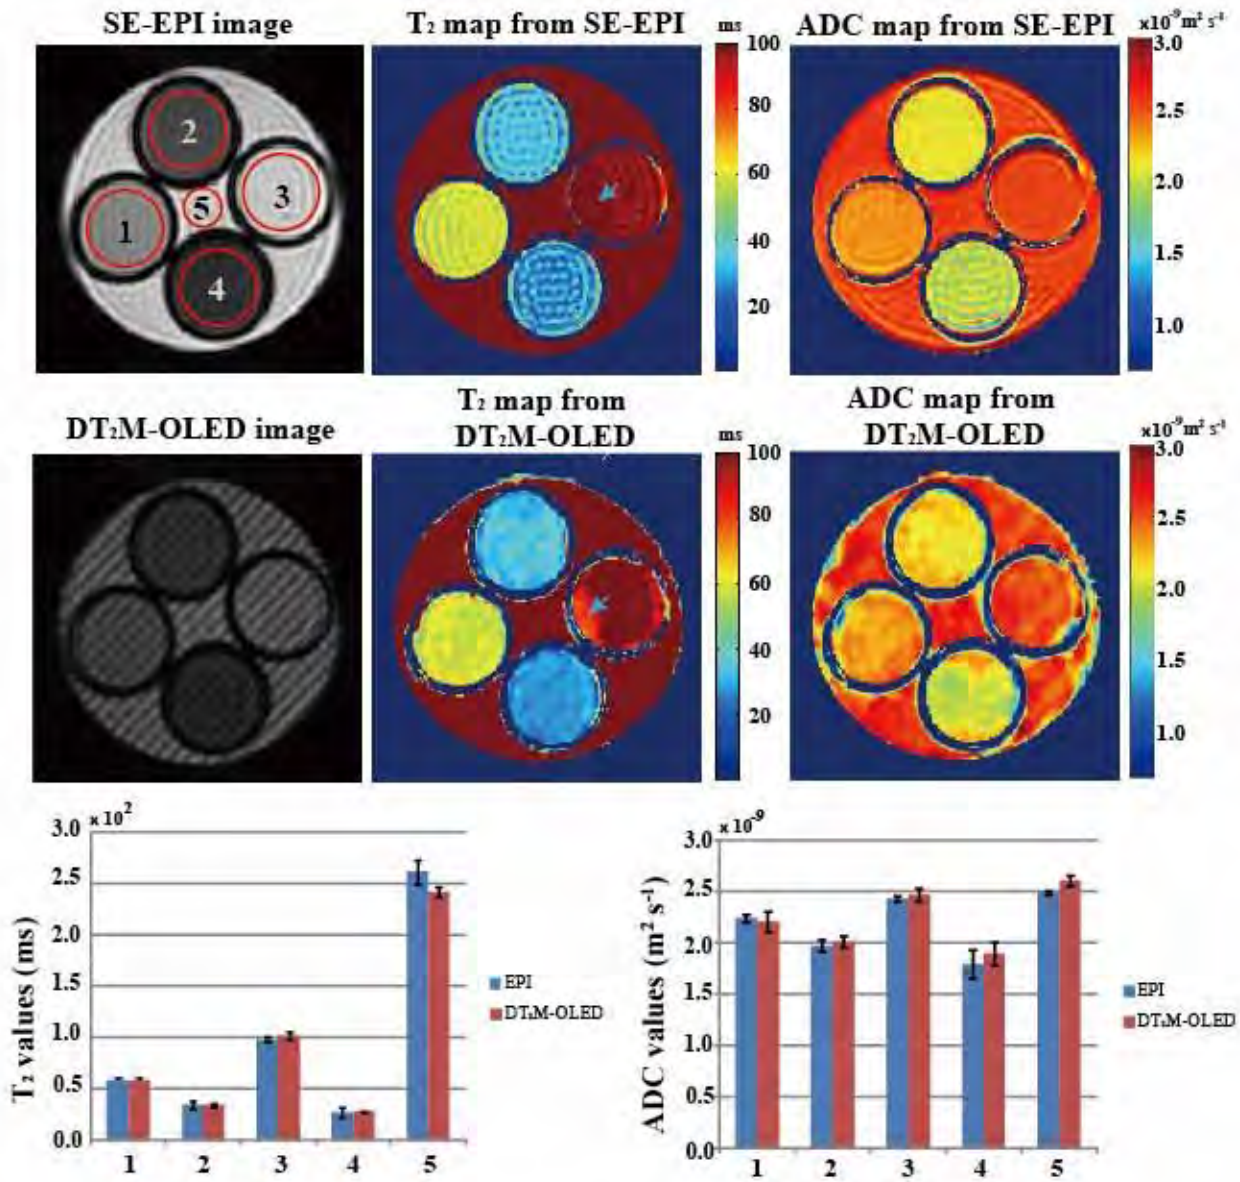 SE-EPI image
T₂ map from SE-EPI
ADC map from SE-EPI
ms
x10⁻⁹m² s⁻¹
2
3
5
1
4
100
80
60
40
20
3.0
2.5
2.0
1.5
1.0
DT₂M-OLED image
T₂ map from
DT₂M-OLED
ADC map from
DT₂M-OLED
ms
x10⁻⁹m² s⁻¹
100
80
60
40
20
3.0
2.5
2.0
1.5
1.0
x 10²
3.0
2.5
2.0
1.5
1.0
0.5
0.0
T₂ values (ms)
1 2 3 4 5
EPI
DT₂M-OLED
x 10⁻⁹
3.0
2.5
2.0
1.5
1.0
0.5
0.0
ADC values (m² s⁻¹)
1 2 3 4 5
EPI
DT₂M-OLED